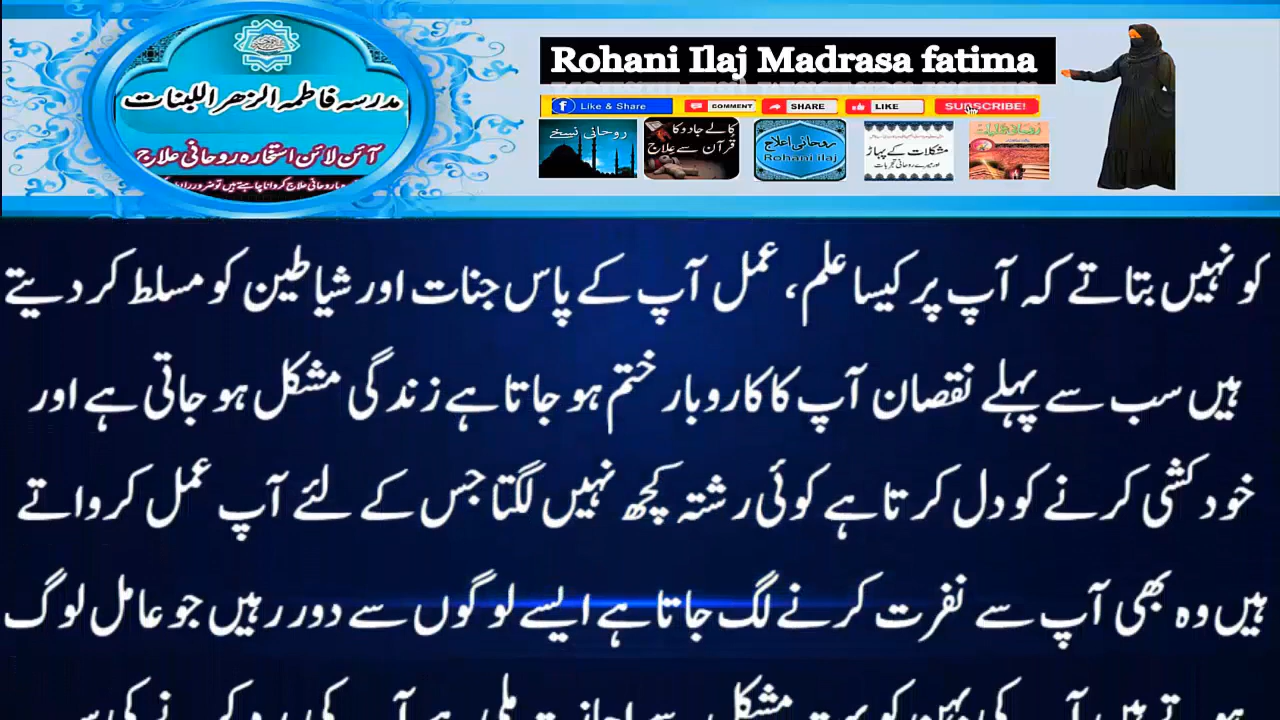 مدرسہ فاطمہ الزھرا للبنات
آئن لائن استخارہ روحانی علاج
Rohani Ilaj Madrasa fatima
Like & Share
COMMENT
SHARE
LIKE
SUBSCRIBE!
روحانی نسخے
کالے جادو کا
قرآن سے علاج
روحانی علاج
Rohani ilaj
مشکلات کے پہاڑ
کو نہیں بتاتے کہ آپ پر کیسا علم، عمل آپ کے پاس جنات اور شیاطین کو مسلط کر دیتے
ہیں سب سے پہلے نقصان آپ کا کاروبار ختم ہو جاتا ہے زندگی مشکل ہو جاتی ہے اور
خودکشی کرنے کو دل کرتا ہے کوئی رشتہ کچھ نہیں لگتا جس کے لئے آپ عمل کرواتے
ہیں وہ بھی آپ سے نفرت کرنے لگ جاتا ہے ایسے لوگوں سے دور رہیں جو عامل لوگ